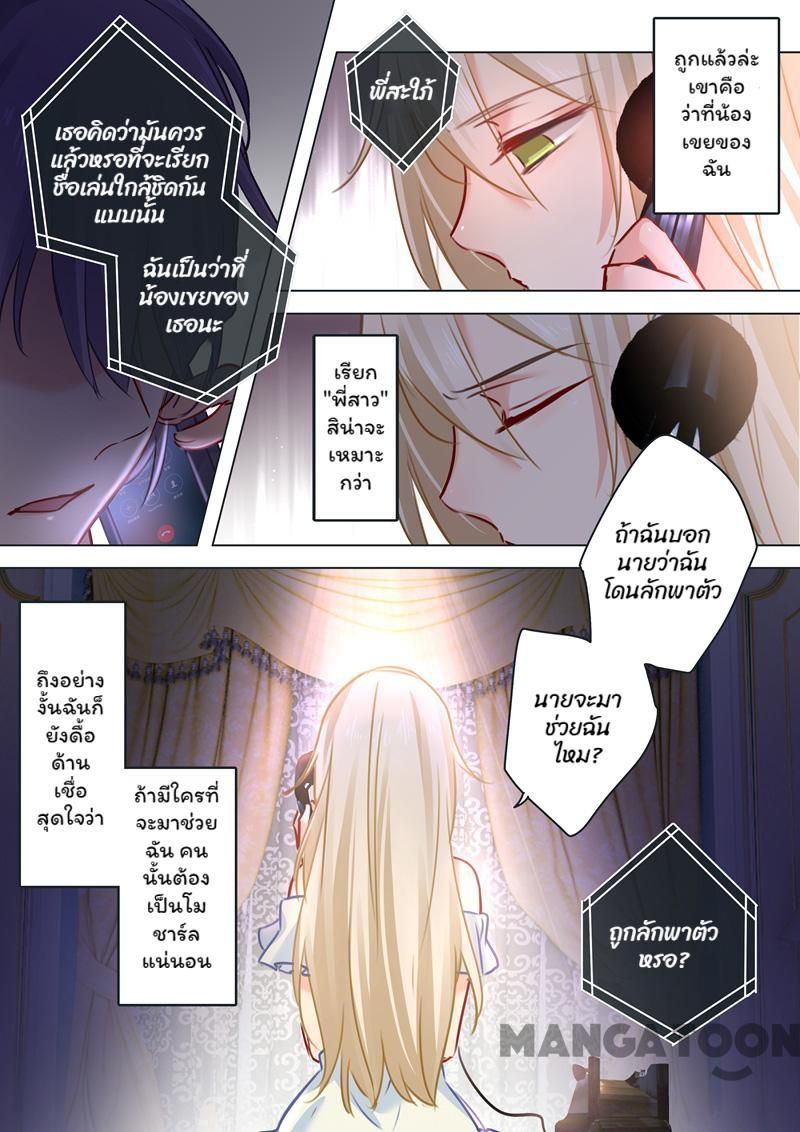 พี่สะใภ้
ถูกแล้วล่ะ
เขาคือ
ว่าที่น้อง
เขยของ
ฉัน
เธอคิดว่ามันควร
แล้วหรอที่จะเรียก
ชื่อเล่นใกล้ชิดกัน
แบบนั้น
ฉันเป็นว่าที่
น้องเขยของ
เธอนะ
เรียก
"พี่สาว"
สิน่าจะ
เหมาะ
กว่า
ถ้าฉันบอก
นายว่าฉัน
โดนลักพาตัว
นายจะมา
ช่วยฉัน
ไหม?
ถึงอย่าง
งั้นฉันก็
ยังดื้อ
ด้าน
เชื่อ
สุดใจว่า
ถ้ามีใครที่
จะมาช่วย
ฉัน คน
นั้นต้อง
เป็นโม
ชาร์ล
แน่นอน
ถูกลักพาตัว
หรอ?
MANGATOON